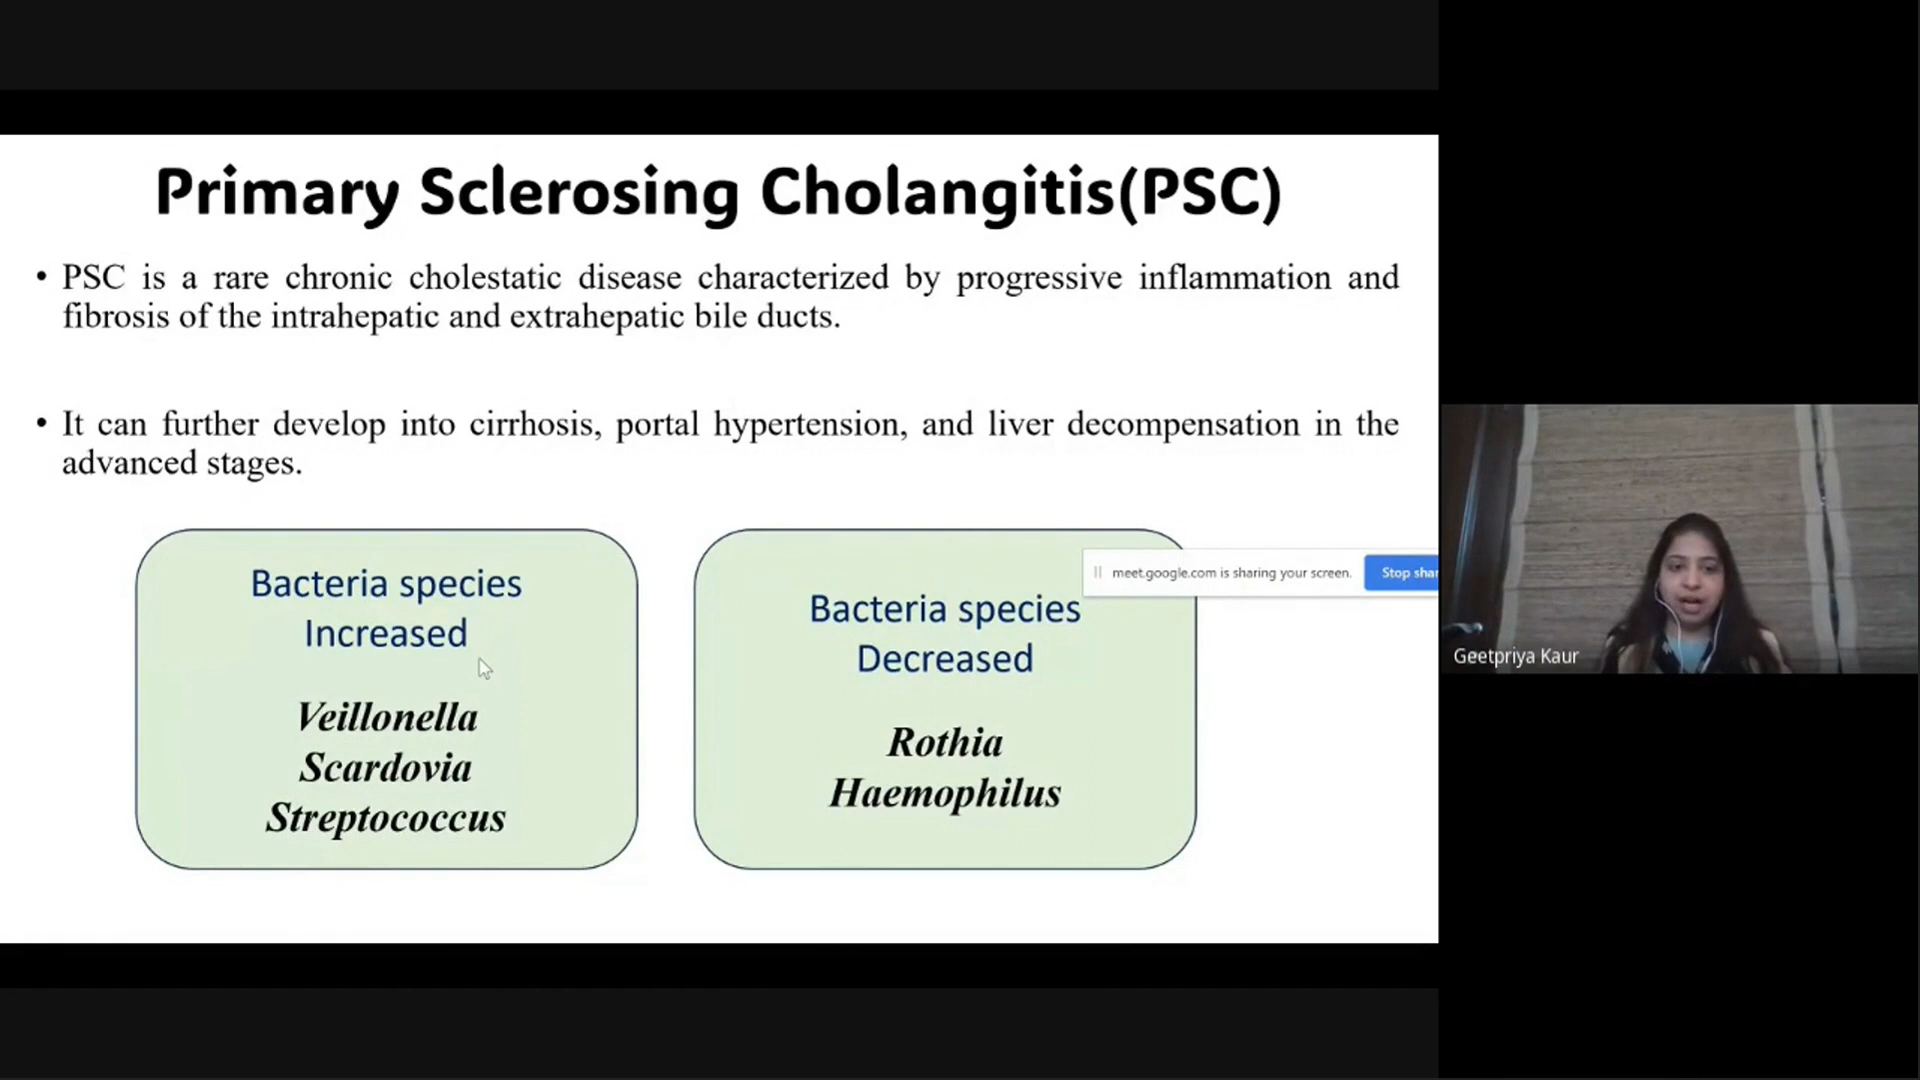 Primary Sclerosing Cholangitis(PSC)
• PSC is a rare chronic cholestatic disease characterized by progressive inflammation and
fibrosis of the intrahepatic and extrahepatic bile ducts.
• It can further develop into cirrhosis, portal hypertension, and liver decompensation in the
advanced stages.
Bacteria species
Increased
Veillonella
Scardovia
Streptococcus
Bacteria species
Decreased
Rothia
Haemophilus
meet.google.com is sharing your screen.
Stop shar
Geetpriya Kaur